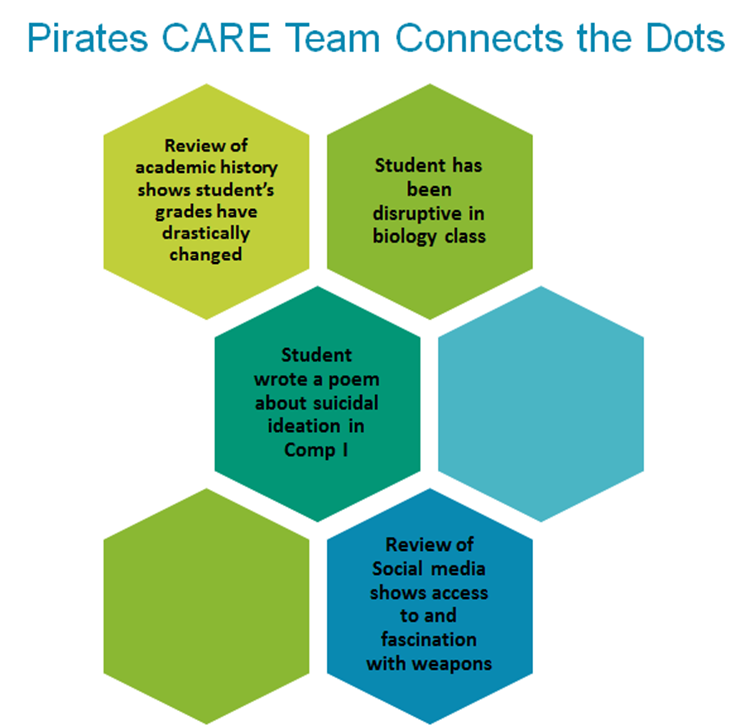 Pirates CARE Team Connects the Dots
Review of
academic history
shows student’s
grades have
drastically
changed
Student has
been
disruptive in
biology class
Student
wrote a poem
about suicidal
ideation in
Comp I
Review of
Social media
shows access
to and
fascination
with weapons